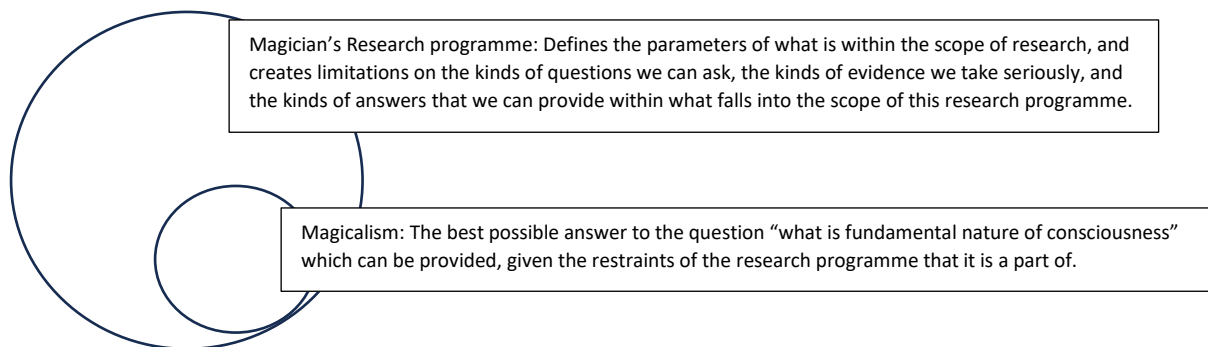 Magician’s Research programme: Defines the parameters of what is within the scope of research, and
creates limitations on the kinds of questions we can ask, the kinds of evidence we take seriously, and
the kinds of answers that we can provide within what falls into the scope of this research programme.
Magicalism: The best possible answer to the question “what is fundamental nature of consciousness”
which can be provided, given the restraints of the research programme that it is a part of.